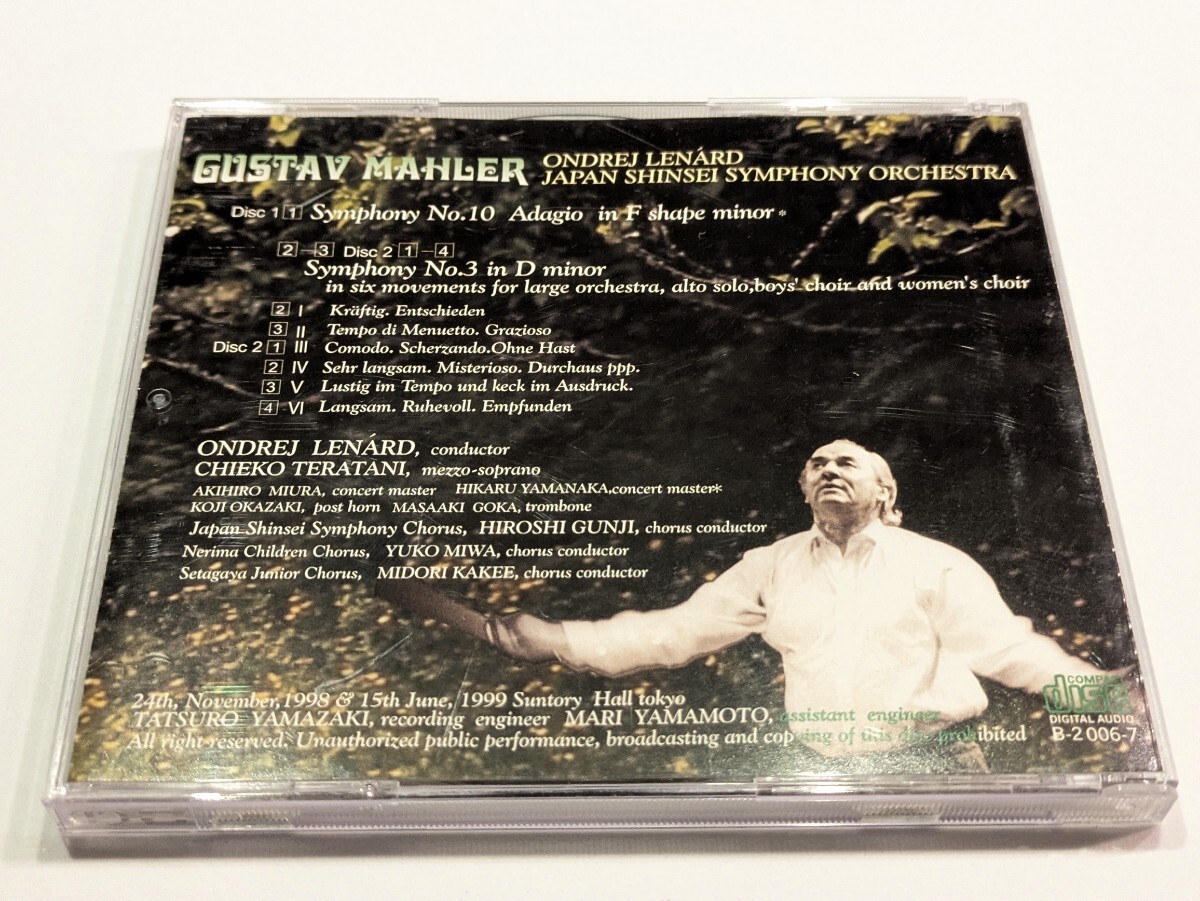 GUSTAV MAHLER ONDREJ LENÁRD
JAPAN SHINSEI SYMPHONY ORCHESTRA
Disc 1 1 Symphony No.10 Adagio in F shape minor*
2-3 Disc 2 1-4
Symphony No.3 in D minor
in six movements for large orchestra, alto solo,boys' choir and women's choir
2 I Kräftig. Entschieden
3 II Tempo di Menuetto. Grazioso
Disc 2 1 III Comodo. Scherzando.Ohne Hast
2 IV Sehr langsam. Misterioso. Durchaus ppp.
3 V Lustig im Tempo und keck im Ausdruck.
4 VI Langsam. Ruhevoll. Empfunden
ONDREJ LENÁRD, conductor
CHIEKO TERATANI, mezzo-soprano
AKIHIRO MIURA, concert master HIKARU YAMANAKA,concert master*
KOJI OKAZAKI, post horn MASAAKI GOKA, trombone
Japan Shinsei Symphony Chorus, HIROSHI GUNJI, chorus conductor
Nerima Children Chorus, YUKO MIWA, chorus conductor
Setagaya Junior Chorus, MIDORI KAKEE, chorus conductor
24th, November,1998 & 15th June, 1999 Suntory Hall tokyo
TATSURO YAMAZAKI, recording engineer MARI YAMAMOTO, assistant engineer
All right reserved. Unauthorized public performance, broadcasting and copying of this disc prohibited
COMPACT
disc
DIGITAL AUDIO
B-2 006-7